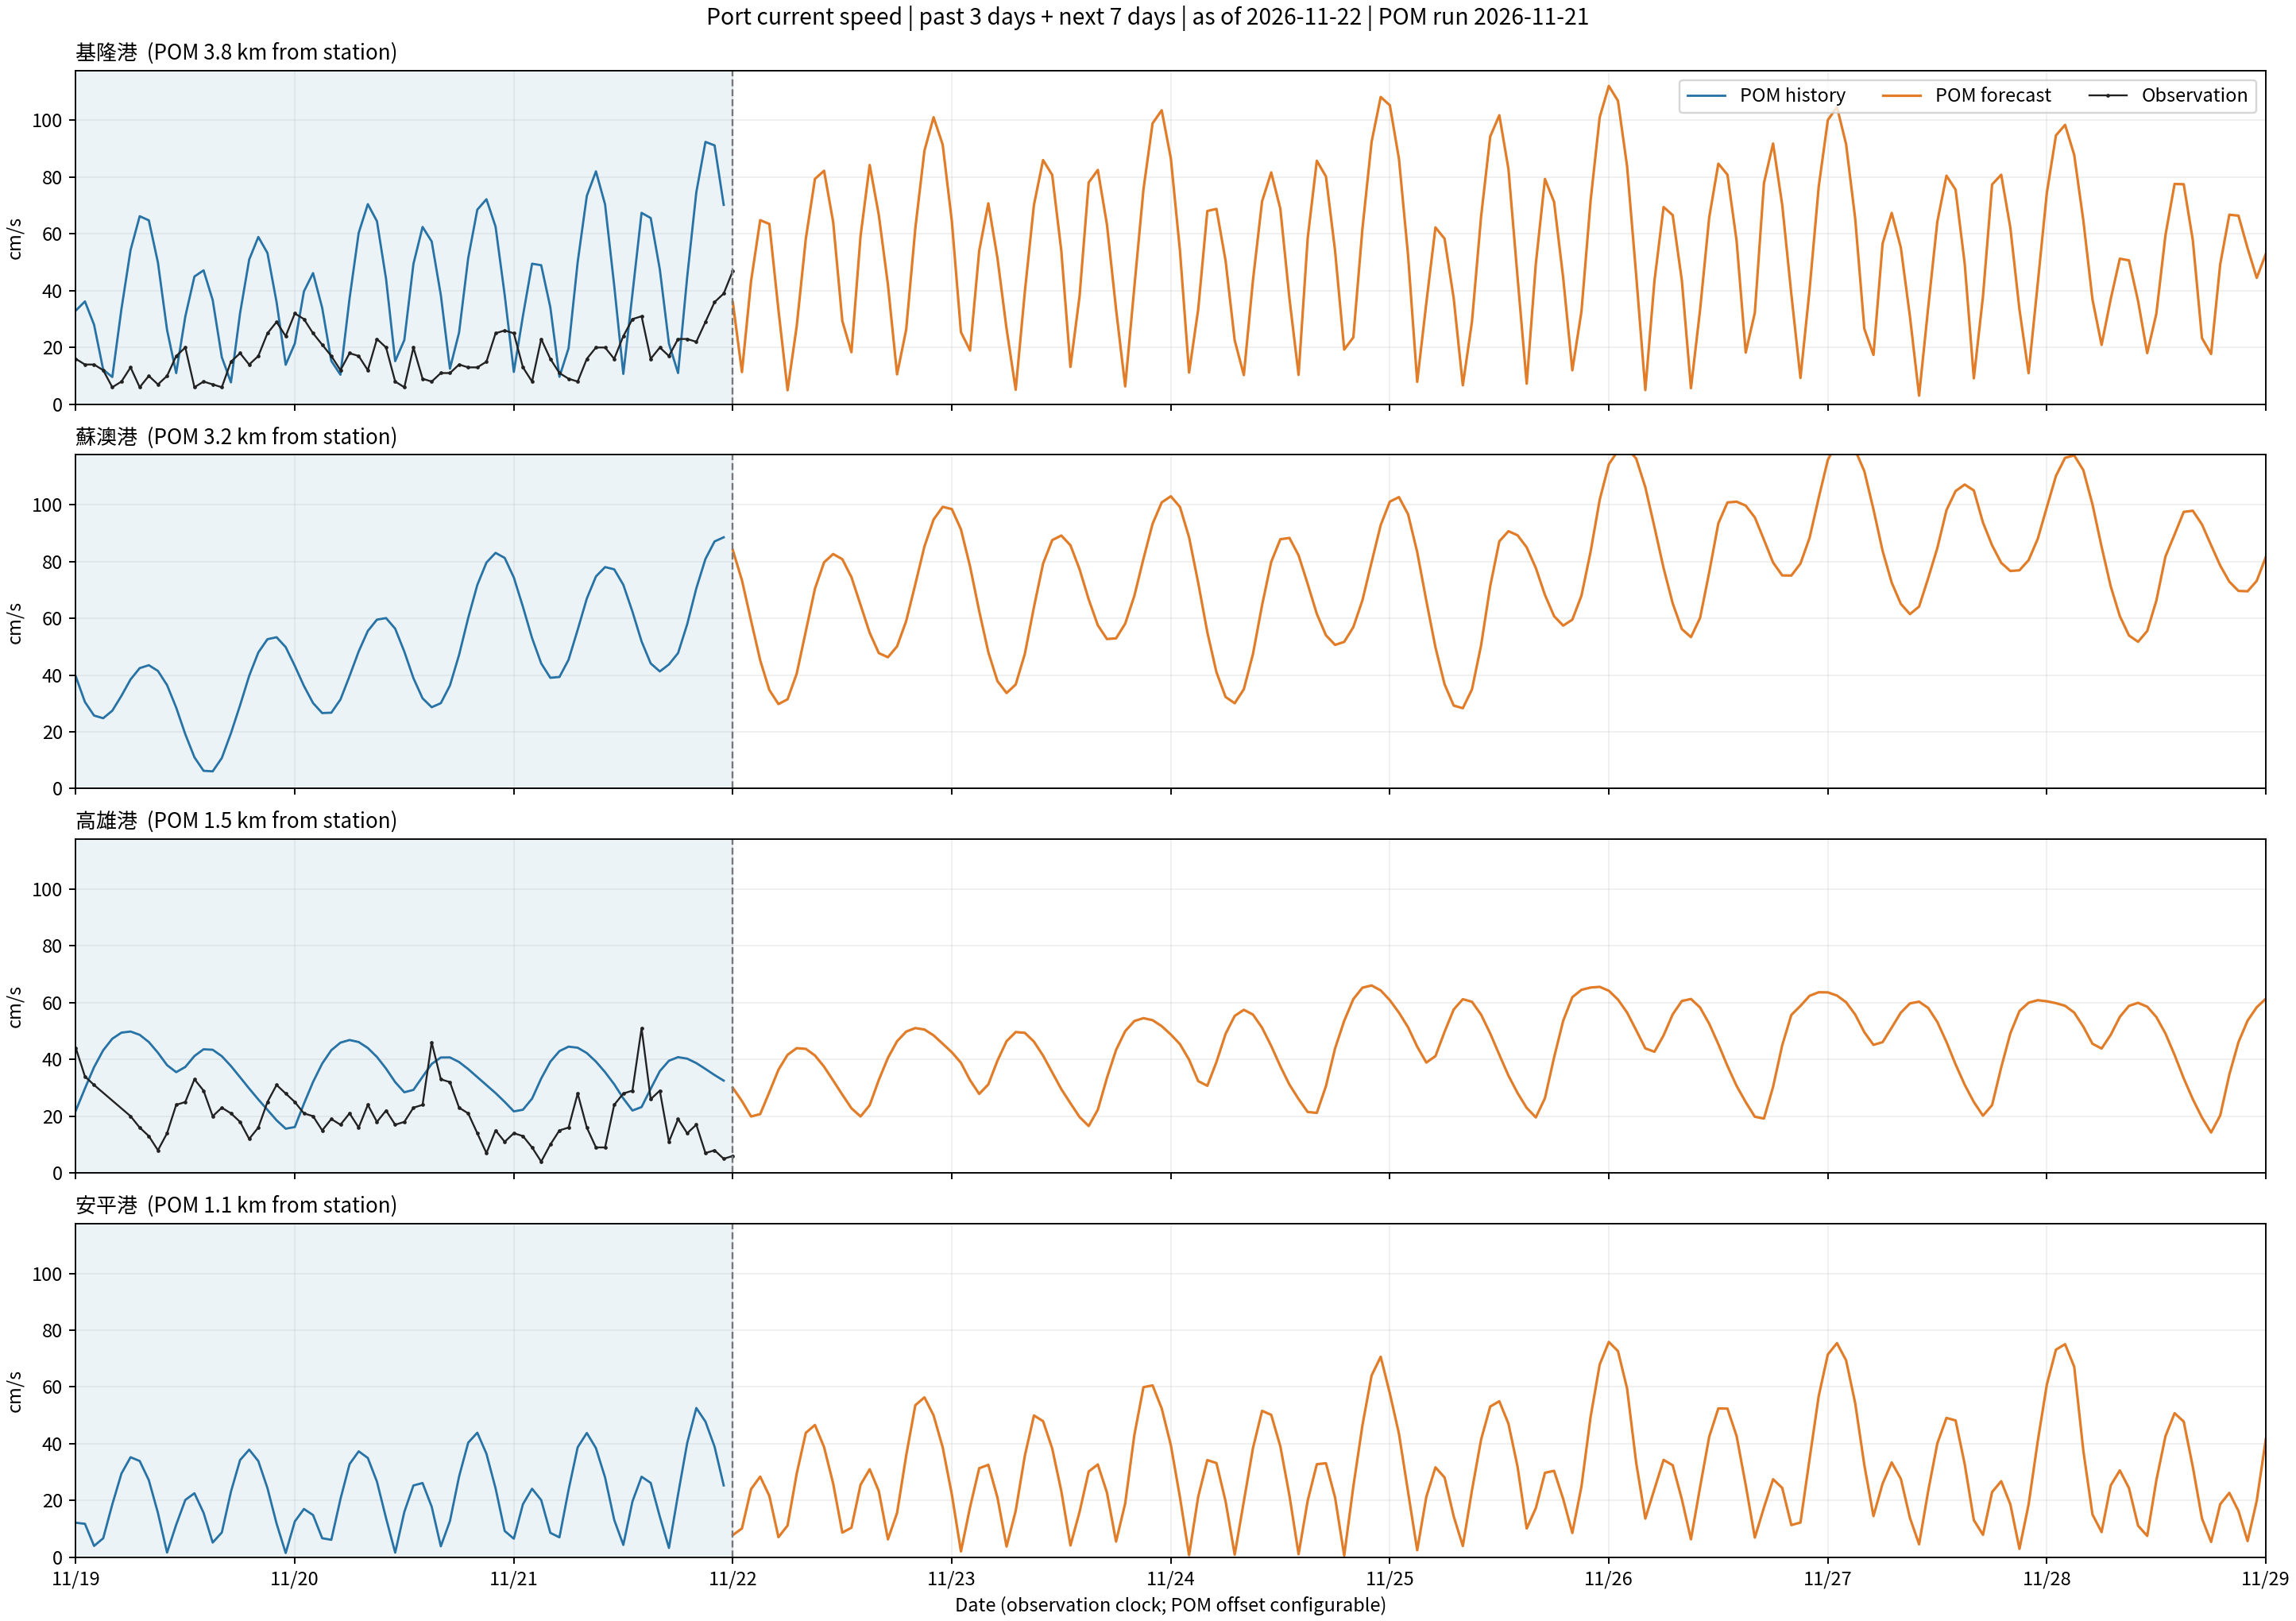 Port current speed | past 3 days + next 7 days | as of 2026-11-22 | POM run 2026-11-21
基隆港 (POM 3.8 km from station)
POM history
POM forecast
Observation
100
80
60
40
20
0
cm/s
蘇澳港 (POM 3.2 km from station)
100
80
60
40
20
0
cm/s
高雄港 (POM 1.5 km from station)
100
80
60
40
20
0
cm/s
安平港 (POM 1.1 km from station)
100
80
60
40
20
0
cm/s
11/19 11/20 11/21 11/22 11/23 11/24 11/25 11/26 11/27 11/28 11/29
Date (observation clock; POM offset configurable)